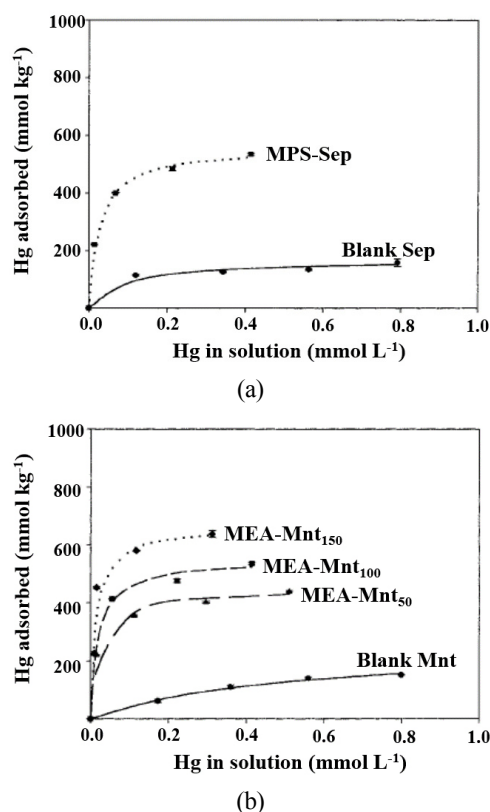 1000
800
600
400
200
0
Hg adsorbed (mmol kg⁻¹)
MPS-Sep
Blank Sep
0.0 0.2 0.4 0.6 0.8 1.0
Hg in solution (mmol L⁻¹)
(a)
1000
800
600
400
200
0
Hg adsorbed (mmol kg⁻¹)
MEA-Mnt₁₅₀
MEA-Mnt₁₀₀
MEA-Mnt₅₀
Blank Mnt
0.0 0.2 0.4 0.6 0.8 1.0
Hg in solution (mmol L⁻¹)
(b)